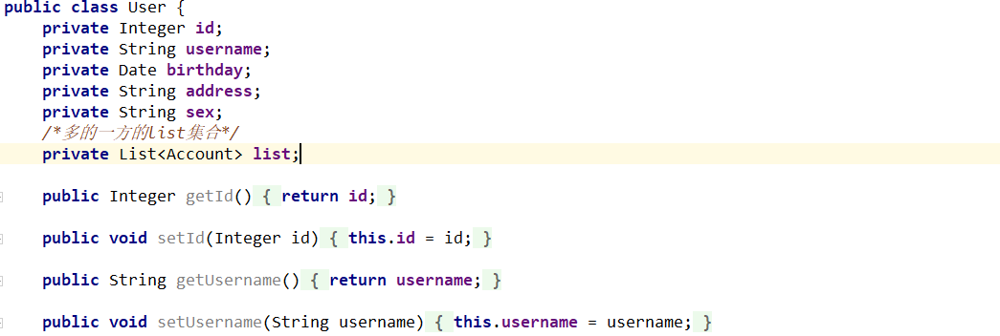 public class User {
private Integer id;
private String username;
private Date birthday;
private String address;
private String sex;
/*多的一方的list集合*/
private List<Account> list;
public Integer getId() { return id; }
public void setId(Integer id) { this.id = id; }
public String getUsername() { return username; }
public void setUsername(String username) { this.username = username; }